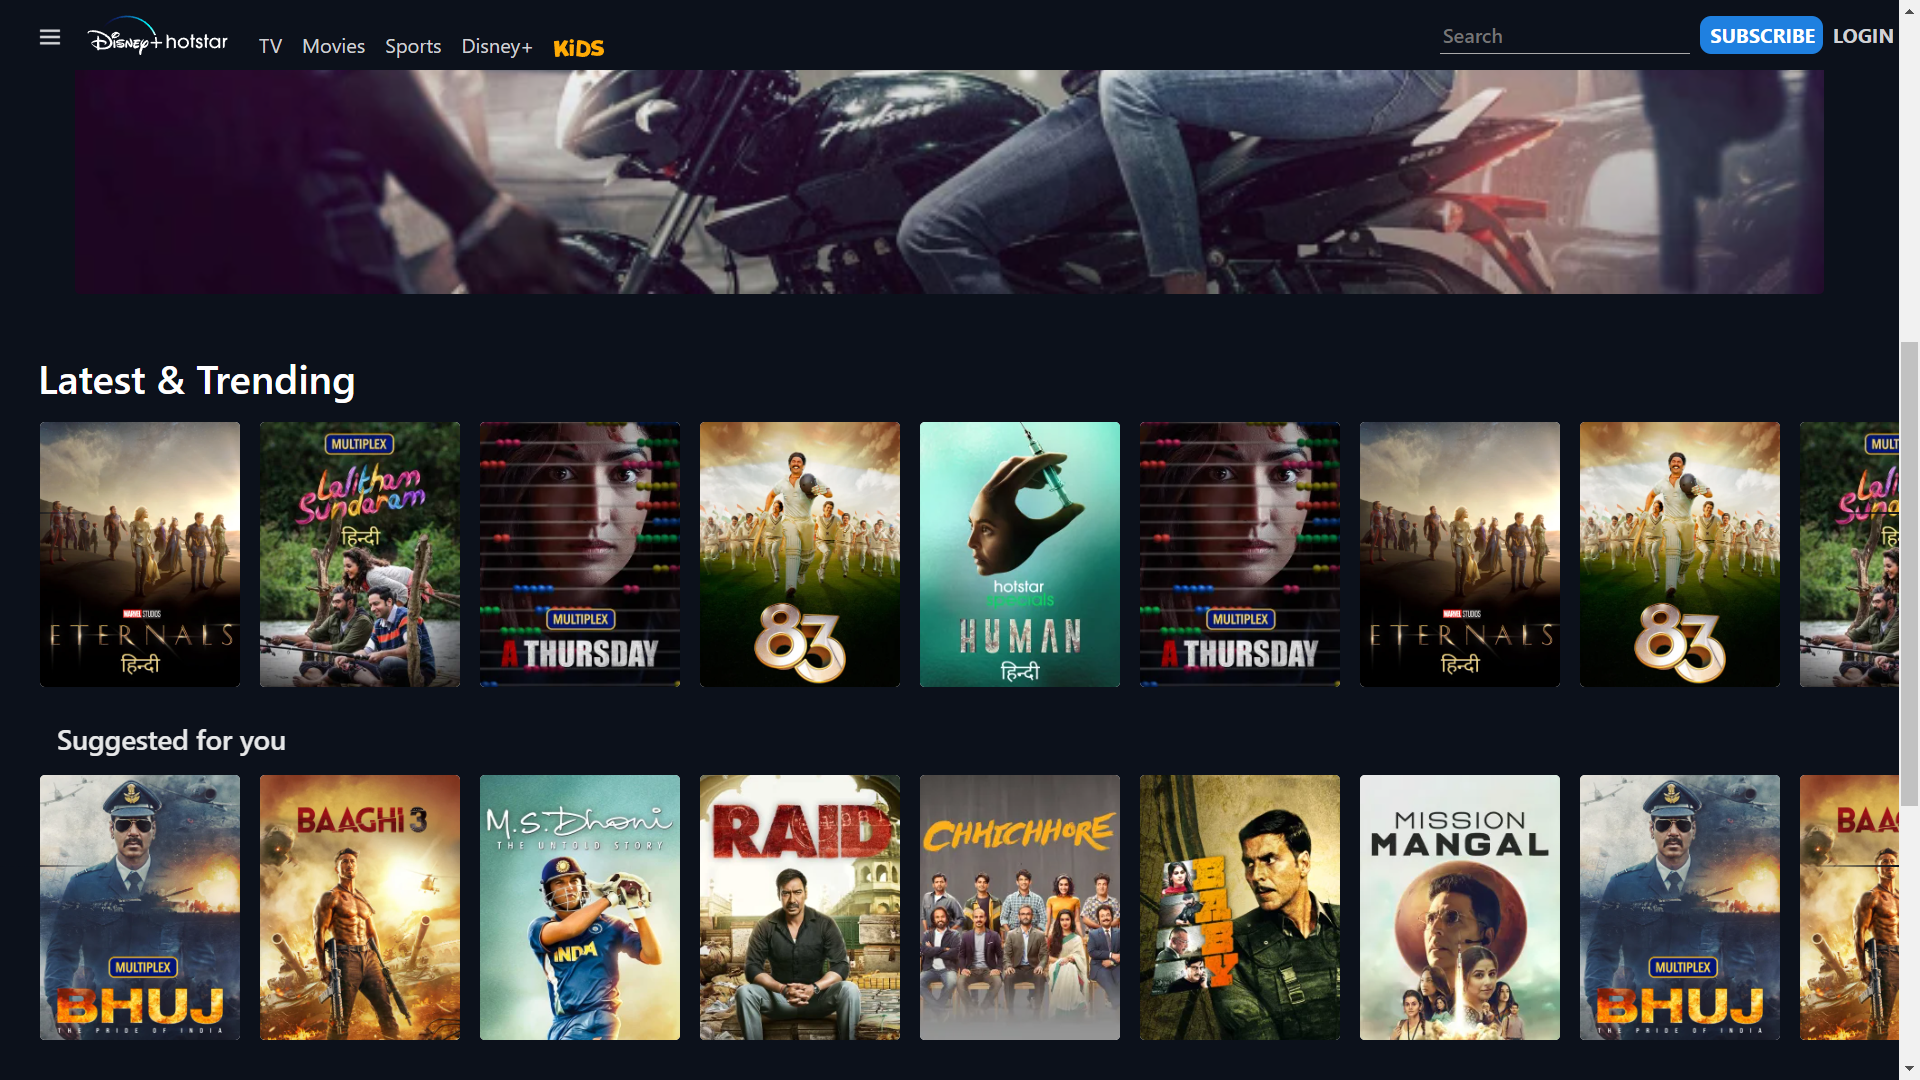 Disney+ hotstar
TV
Movies
Sports
Disney+
KiDS
Search
SUBSCRIBE
LOGIN
pulsar
Latest & Trending
MARVEL STUDIOS
ETERNALS
हिन्दी
MULTIPLEX
Lalitham
Sundaram
हिन्दी
MULTIPLEX
A THURSDAY
83
hotstar
specials
HUMAN
हिन्दी
MULTIPLEX
A THURSDAY
MARVEL STUDIOS
ETERNALS
हिन्दी
83
MULT
Lali
Sund
हि
Suggested for you
MULTIPLEX
BHUJ
THE PRIDE OF INDIA
BAAGHI 3
M.S.Dhoni
THE UNTOLD STORY
INDIA
RAID
CHHICHHORE
BABY
MISSION
MANGAL
MULTIPLEX
BHUJ
THE PRIDE OF INDIA
BAA